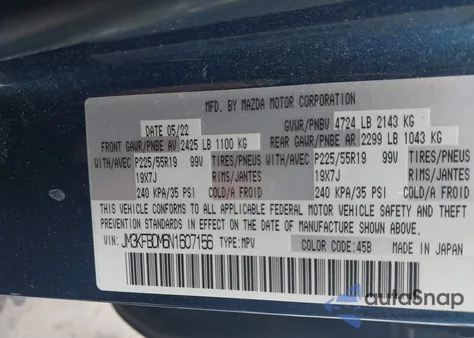 MFD. BY MAZDA MOTOR CORPORATION
DATE 05/22 GVWR/PNBV 4724 LB 2143 KG
FRONT GAWR/PNBE AV 2425 LB 1100 KG REAR GAWR/PNBE AR 2299 LB 1043 KG
WITH/AVEC P225/55R19 99V TIRES/PNEUS WITH/AVEC P225/55R19 99V TIRES/PNEUS
19X7J RIMS/JANTES 19X7J RIMS/JANTES
240 KPA/35 PSI COLD/A FROID 240 KPA/35 PSI COLD/A FROID
THIS VEHICLE CONFORMS TO ALL APPLICABLE FEDERAL MOTOR VEHICLE SAFETY AND THEFT
PREVENTION STANDARDS IN EFFECT ON THE DATE OF MANUFACTURE SHOWN ABOVE.
VIN: JM3KFBDM6N1607156 TYPE: MPV COLOR CODE: 45B MADE IN JAPAN
autoSnap